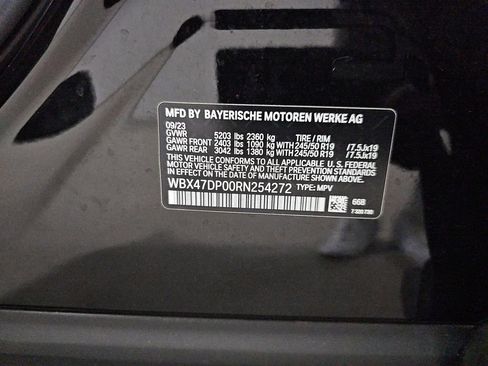 MFD BY BAYERISCHE MOTOREN WERKE AG
09/23
GVWR 5203 lbs 2360 kg TIRE / RIM
GAWR FRONT 2403 lbs 1090 kg WITH 245/50 R19 /7.5Jx19
GAWR REAR 3042 lbs 1380 kg WITH 245/50 R19 /7.5Jx19
THIS VEHICLE CONFORMS TO ALL APPLICABLE U.S. FEDERAL
MOTOR VEHICLE SAFETY AND THEFT PREVENTION
STANDARDS IN EFFECT ON THE DATE OF MANUFACTURE
SHOWN ABOVE.
WBX47DP00RN254272 TYPE: MPV
668
7 320 730